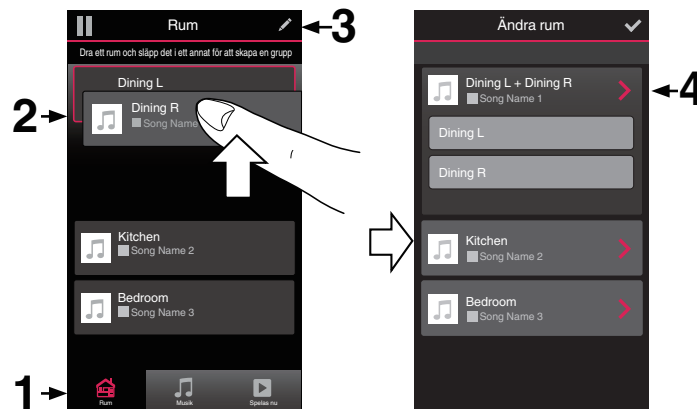 Rum
3
Dra ett rum och släpp det i ett annat för att skapa en grupp
2
Dining L
Dining R
Song Name
Kitchen
Song Name 2
Bedroom
Song Name 3
1
Rum
Musik
Spelas nu
Ändra rum
4
Dining L + Dining R
Song Name 1
Dining L
Dining R
Kitchen
Song Name 2
Bedroom
Song Name 3